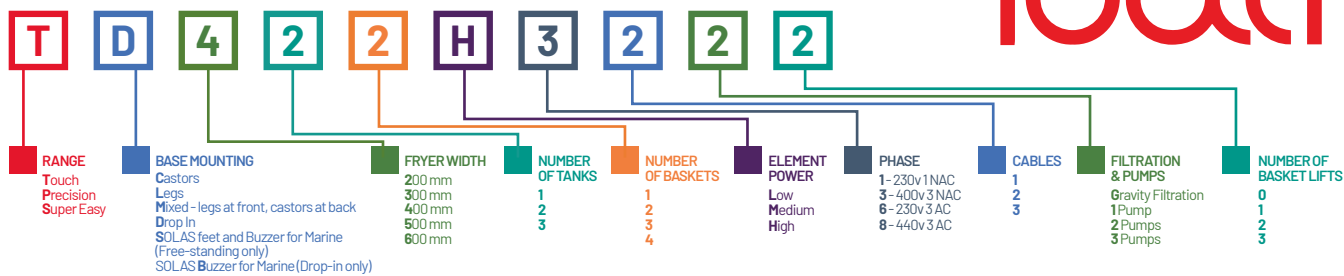 T D 4 2 2 H 3 2 2 2
RANGE
Touch
Precision
Super Easy
BASE MOUNTING
Castors
Legs
Mixed - legs at front, castors at back
Drop In
SOLAS feet and Buzzer for Marine
(Free-standing only)
SOLAS Buzzer for Marine (Drop-in only)
FRYER WIDTH
200 mm
300 mm
400 mm
500 mm
600 mm
NUMBER
OF TANKS
1
2
3
NUMBER
OF BASKETS
1
2
3
4
ELEMENT
POWER
Low
Medium
High
PHASE
1 - 230v 1 NAC
3 - 400v 3 NAC
6 - 230v 3 AC
8 - 440v 3 AC
CABLES
1
2
3
FILTRATION
& PUMPS
Gravity Filtration
1 Pump
2 Pumps
3 Pumps
NUMBER OF
BASKET LIFTS
0
1
2
3